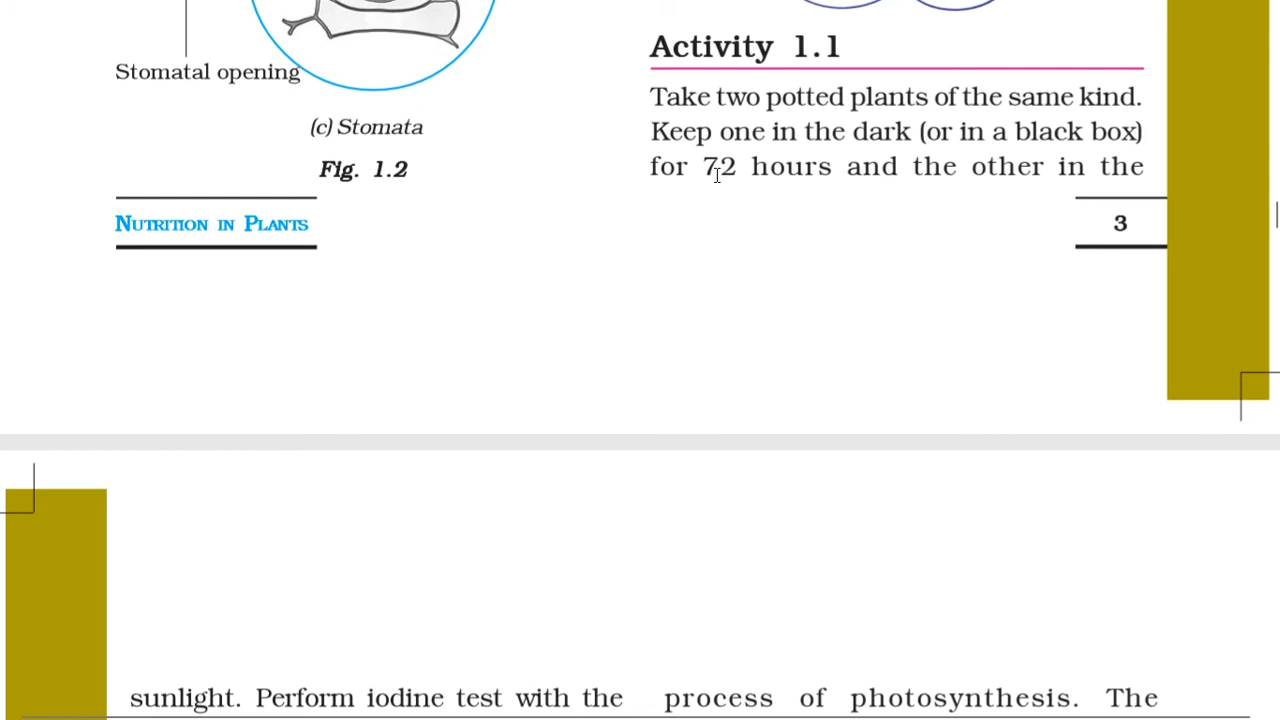 Stomatal opening
(c) Stomata
Fig. 1.2
Activity 1.1
Take two potted plants of the same kind.
Keep one in the dark (or in a black box)
for 72 hours and the other in the
NUTRITION IN PLANTS
3
sunlight. Perform iodine test with the
process of photosynthesis. The